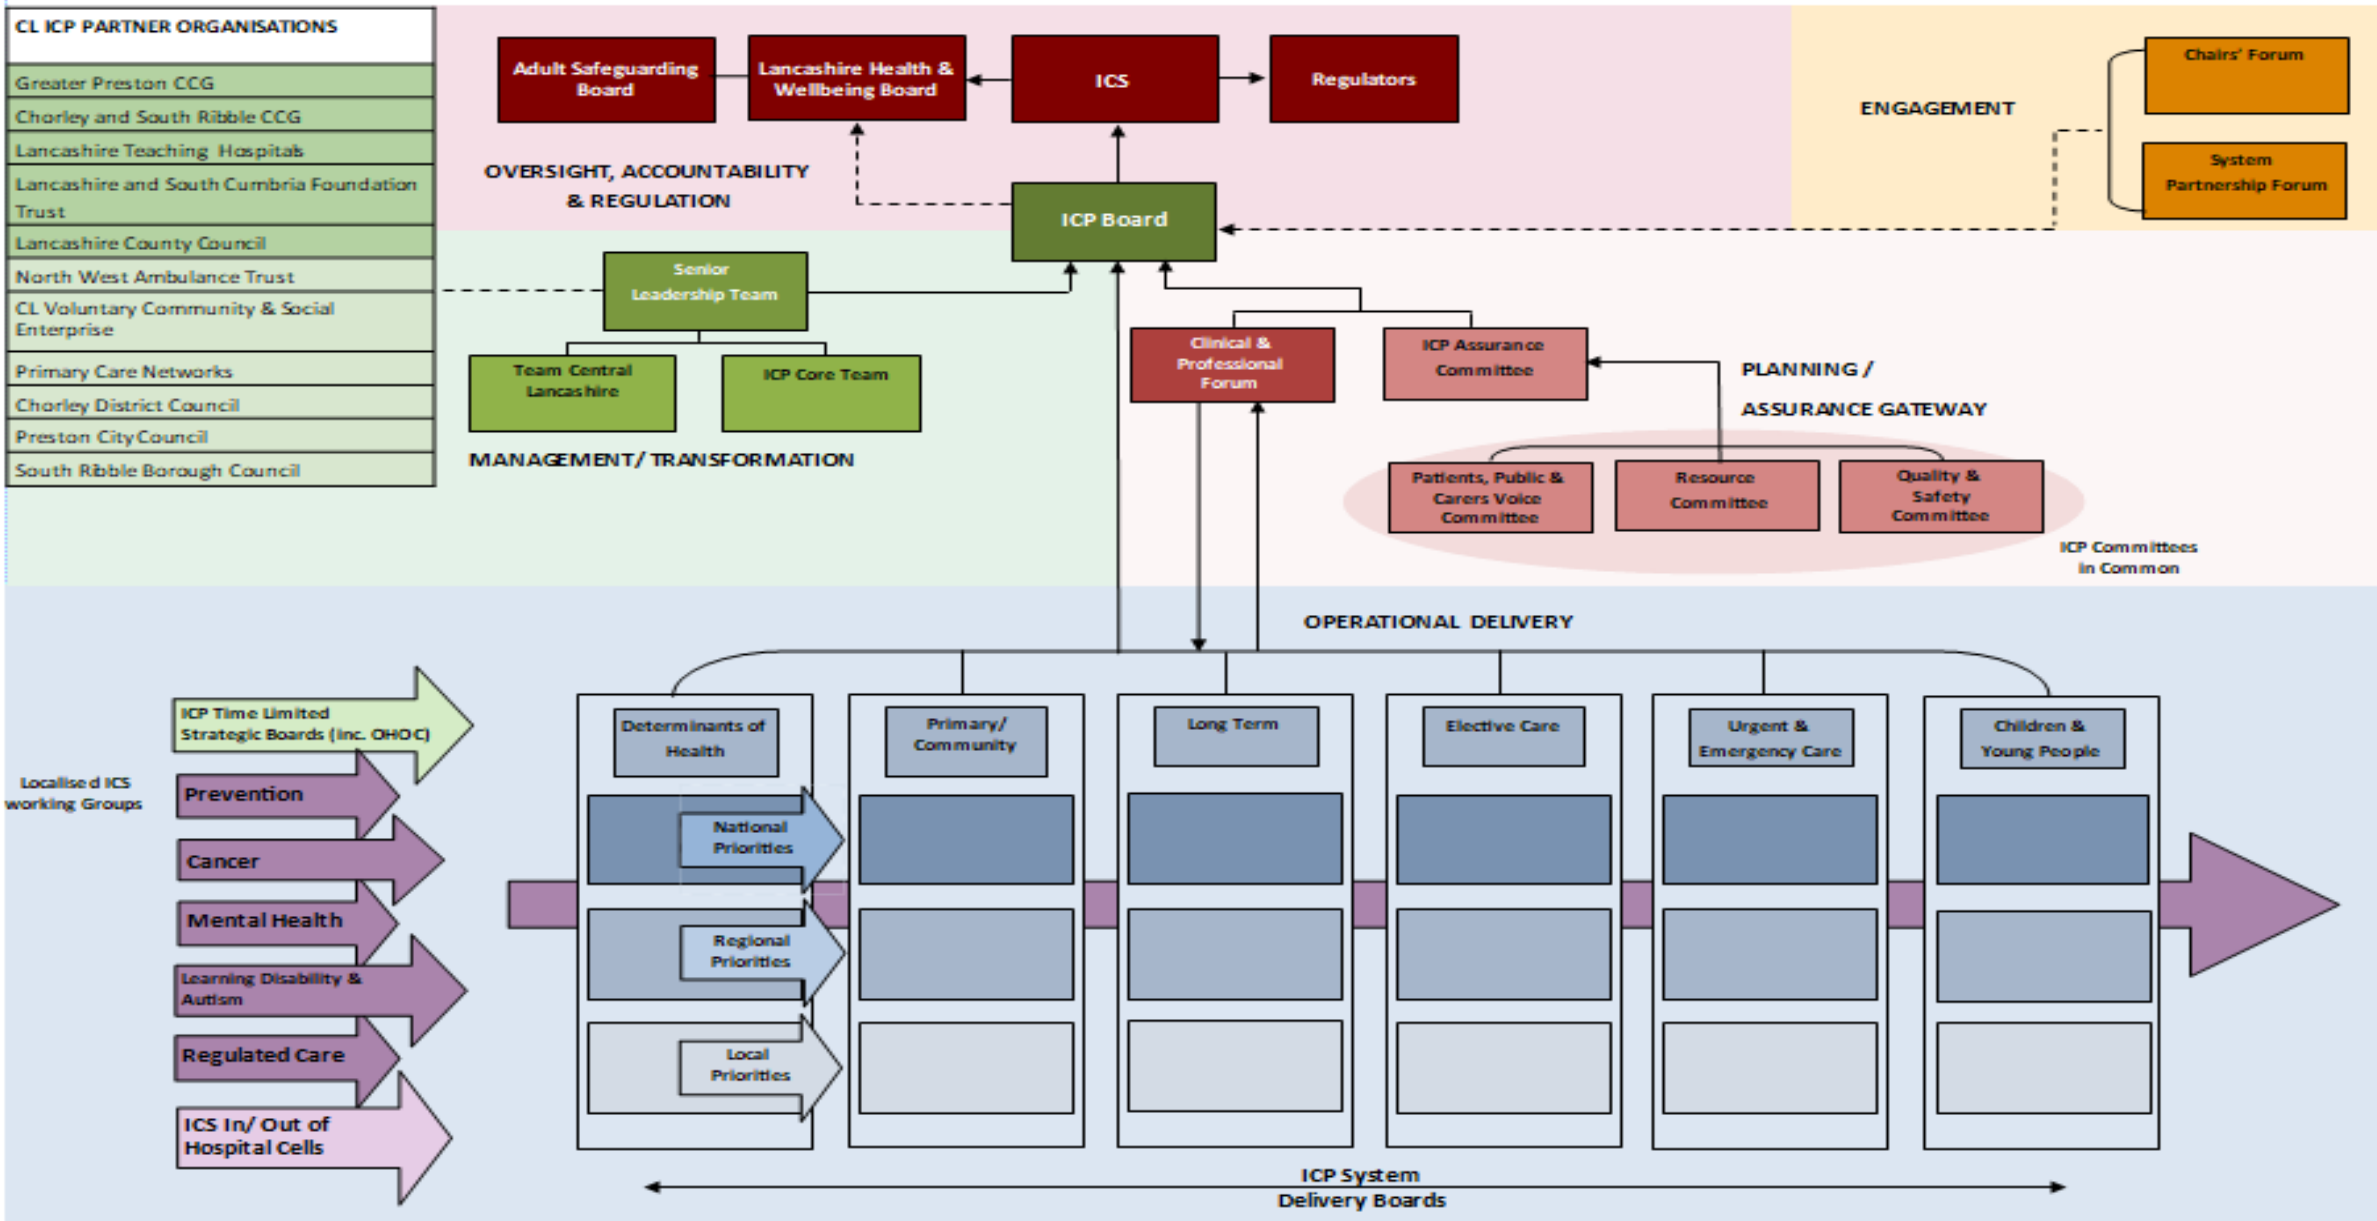 CL ICP PARTNER ORGANISATIONS
Greater Preston CCG
Chorley and South Ribble CCG
Lancashire Teaching Hospitals
Lancashire and South Cumbria Foundation
Trust
Lancashire County Council
North West Ambulance Trust
CL Voluntary Community & Social
Enterprise
Primary Care Networks
Chorley District Council
Preston City Council
South Ribble Borough Council
Adult Safeguarding
Board
Lancashire Health &
Wellbeing Board
ICS
Regulators
OVERSIGHT, ACCOUNTABILITY
& REGULATION
ICP Board
ENGAGEMENT
Chairs' Forum
System
Partnership Forum
Senior
Leadership Team
Team Central
Lancashire
ICP Core Team
MANAGEMENT/ TRANSFORMATION
Clinical &
Professional
Forum
ICP Assurance
Committee
PLANNING /
ASSURANCE GATEWAY
Patients, Public &
Carers Voice
Committee
Resource
Committee
Quality &
Safety
Committee
ICP Committees
in Common
OPERATIONAL DELIVERY
ICP Time Limited
Strategic Boards (inc. OHOC)
Localised ICS
working Groups
Prevention
Cancer
Mental Health
Learning Disability &
Autism
Regulated Care
ICS In/ Out of
Hospital Cells
Determinants of
Health
Primary/
Community
Long Term
Elective Care
Urgent &
Emergency Care
Children &
Young People
National
Priorities
Regional
Priorities
Local
Priorities
ICP System
Delivery Boards